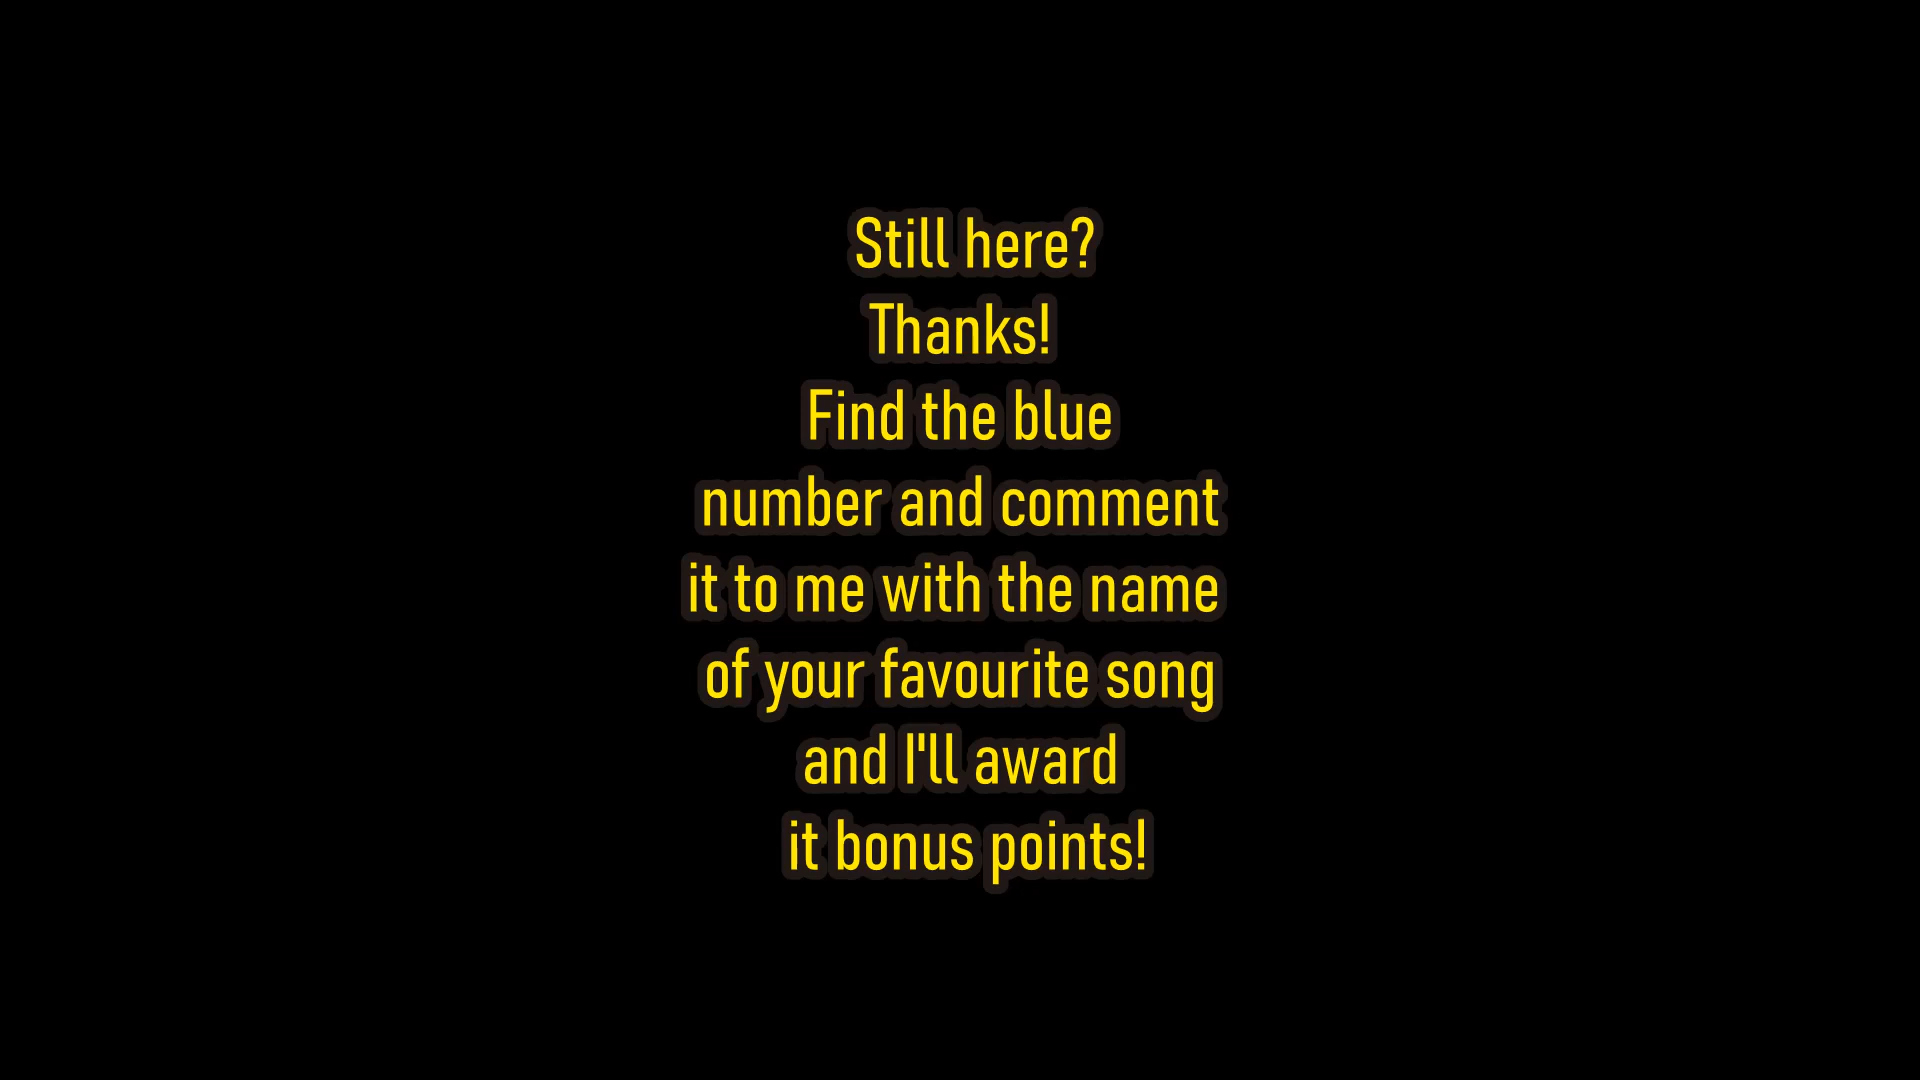 Still here?
Thanks!
Find the blue
number and comment
it to me with the name
of your favourite song
and I'll award
it bonus points!